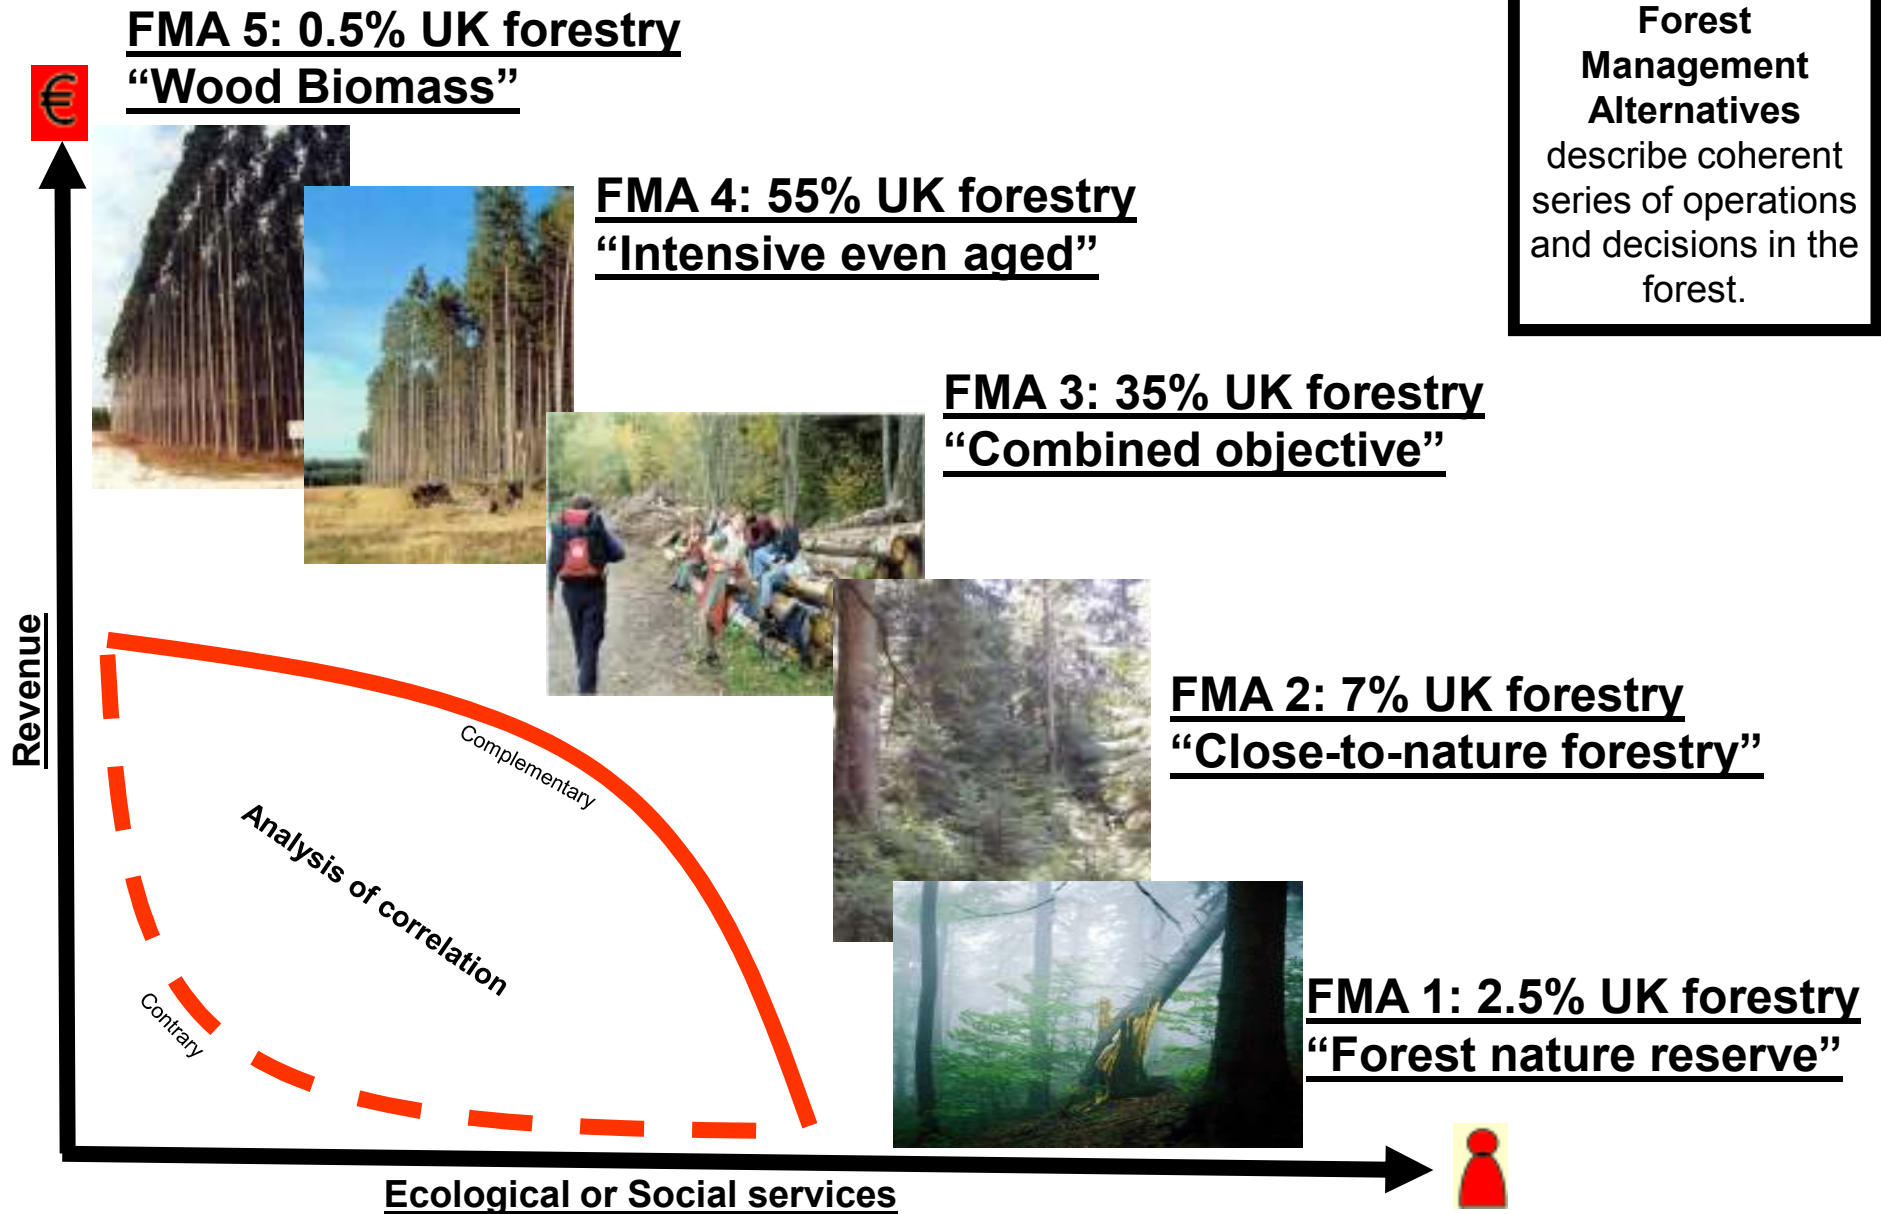 FMA 5: 0.5% UK forestry
“Wood Biomass”
€
Forest
Management
Alternatives
describe coherent
series of operations
and decisions in the
forest.
FMA 4: 55% UK forestry
“Intensive even aged”
FMA 3: 35% UK forestry
“Combined objective”
Revenue
FMA 2: 7% UK forestry
“Close-to-nature forestry”
Complementary
Analysis of correlation
Contrary
FMA 1: 2.5% UK forestry
“Forest nature reserve”
Ecological or Social services